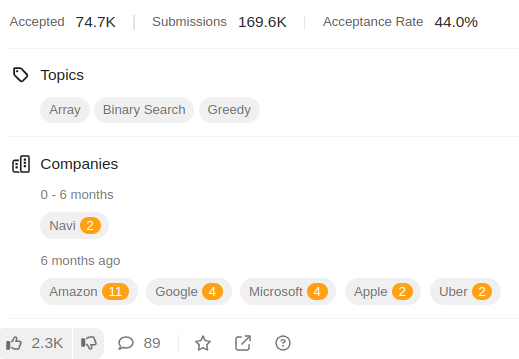 Accepted 74.7K Submissions 169.6K Acceptance Rate 44.0%
Topics
Array Binary Search Greedy
Companies
0 - 6 months
Navi 2
6 months ago
Amazon 11 Google 4 Microsoft 4 Apple 2 Uber 2
2.3K 89